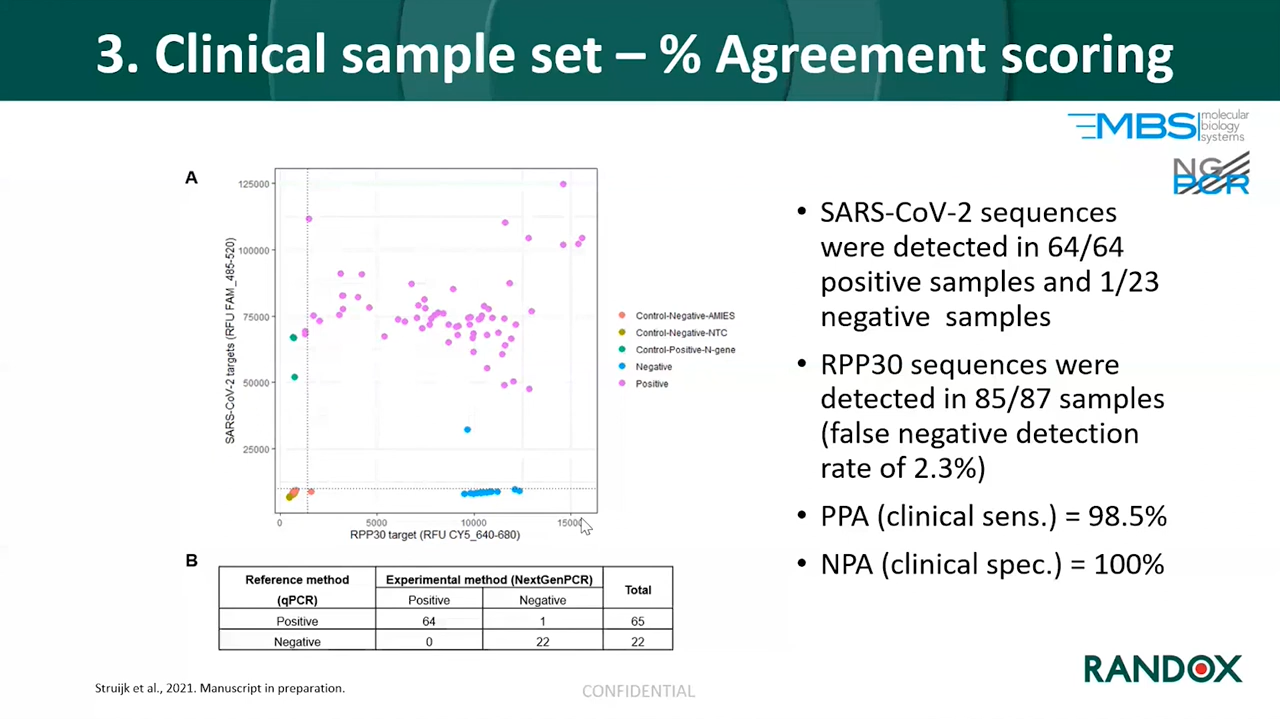 3. Clinical sample set – % Agreement scoring
MBS molecular
biology
systems
NG
PCR
A
125000
100000
75000
50000
25000
SARS-CoV-2 targets (RFU FAM_485-520)
0
5000
10000
15000
RPP30 target (RFU CY5_640-680)
Control-Negative-AMIES
Control-Negative-NTC
Control-Positive-N-gene
Negative
Positive
• SARS-CoV-2 sequences
were detected in 64/64
positive samples and 1/23
negative samples
• RPP30 sequences were
detected in 85/87 samples
(false negative detection
rate of 2.3%)
• PPA (clinical sens.) = 98.5%
• NPA (clinical spec.) = 100%
B
Reference method
(qPCR)
Experimental method (NextGenPCR)
Total
Positive
Negative
Positive 64 1 65
Negative 0 22 22
Struijk et al., 2021. Manuscript in preparation.
CONFIDENTIAL
RANDOX